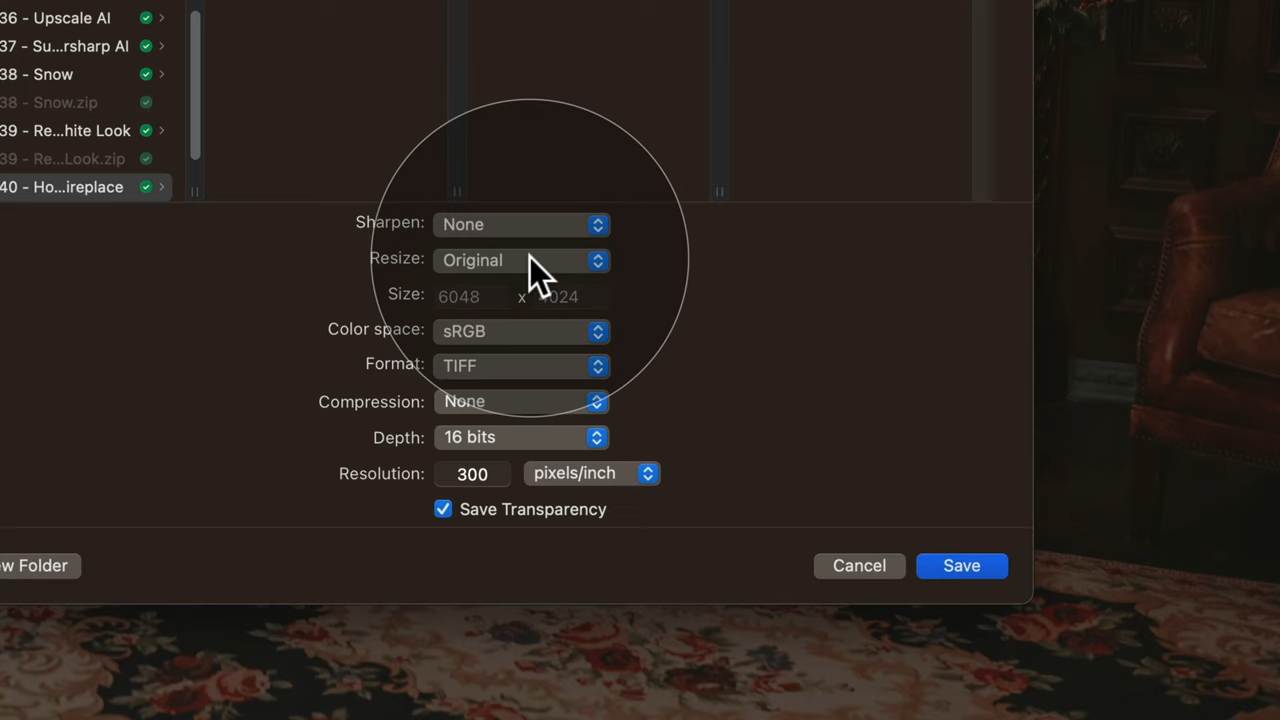 36 - Upscale AI
37 - Su...rsharp AI
38 - Snow
38 - Snow.zip
39 - Re...hite Look
39 - Re...Look.zip
40 - Ho...ireplace
Sharpen: None
Resize: Original
Size: 6048 x 4024
Color space: sRGB
Format: TIFF
Compression: None
Depth: 16 bits
Resolution: 300 pixels/inch
Save Transparency
ew Folder Cancel Save